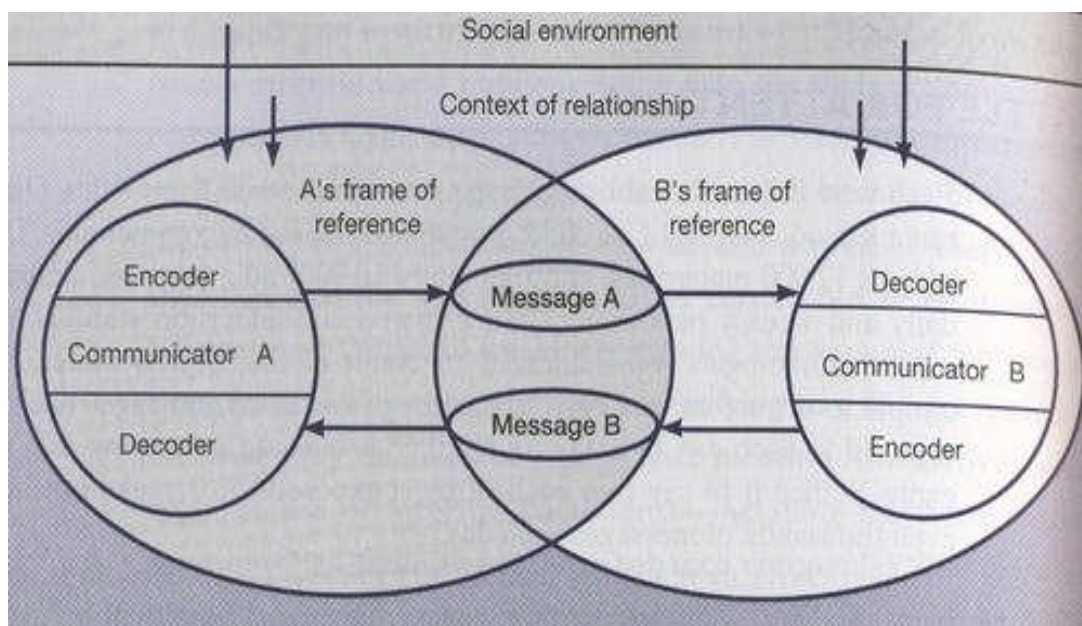 Social environment
Context of relationship
A's frame of
reference
B's frame of
reference
Encoder
Communicator A
Decoder
Message A
Message B
Decoder
Communicator B
Encoder